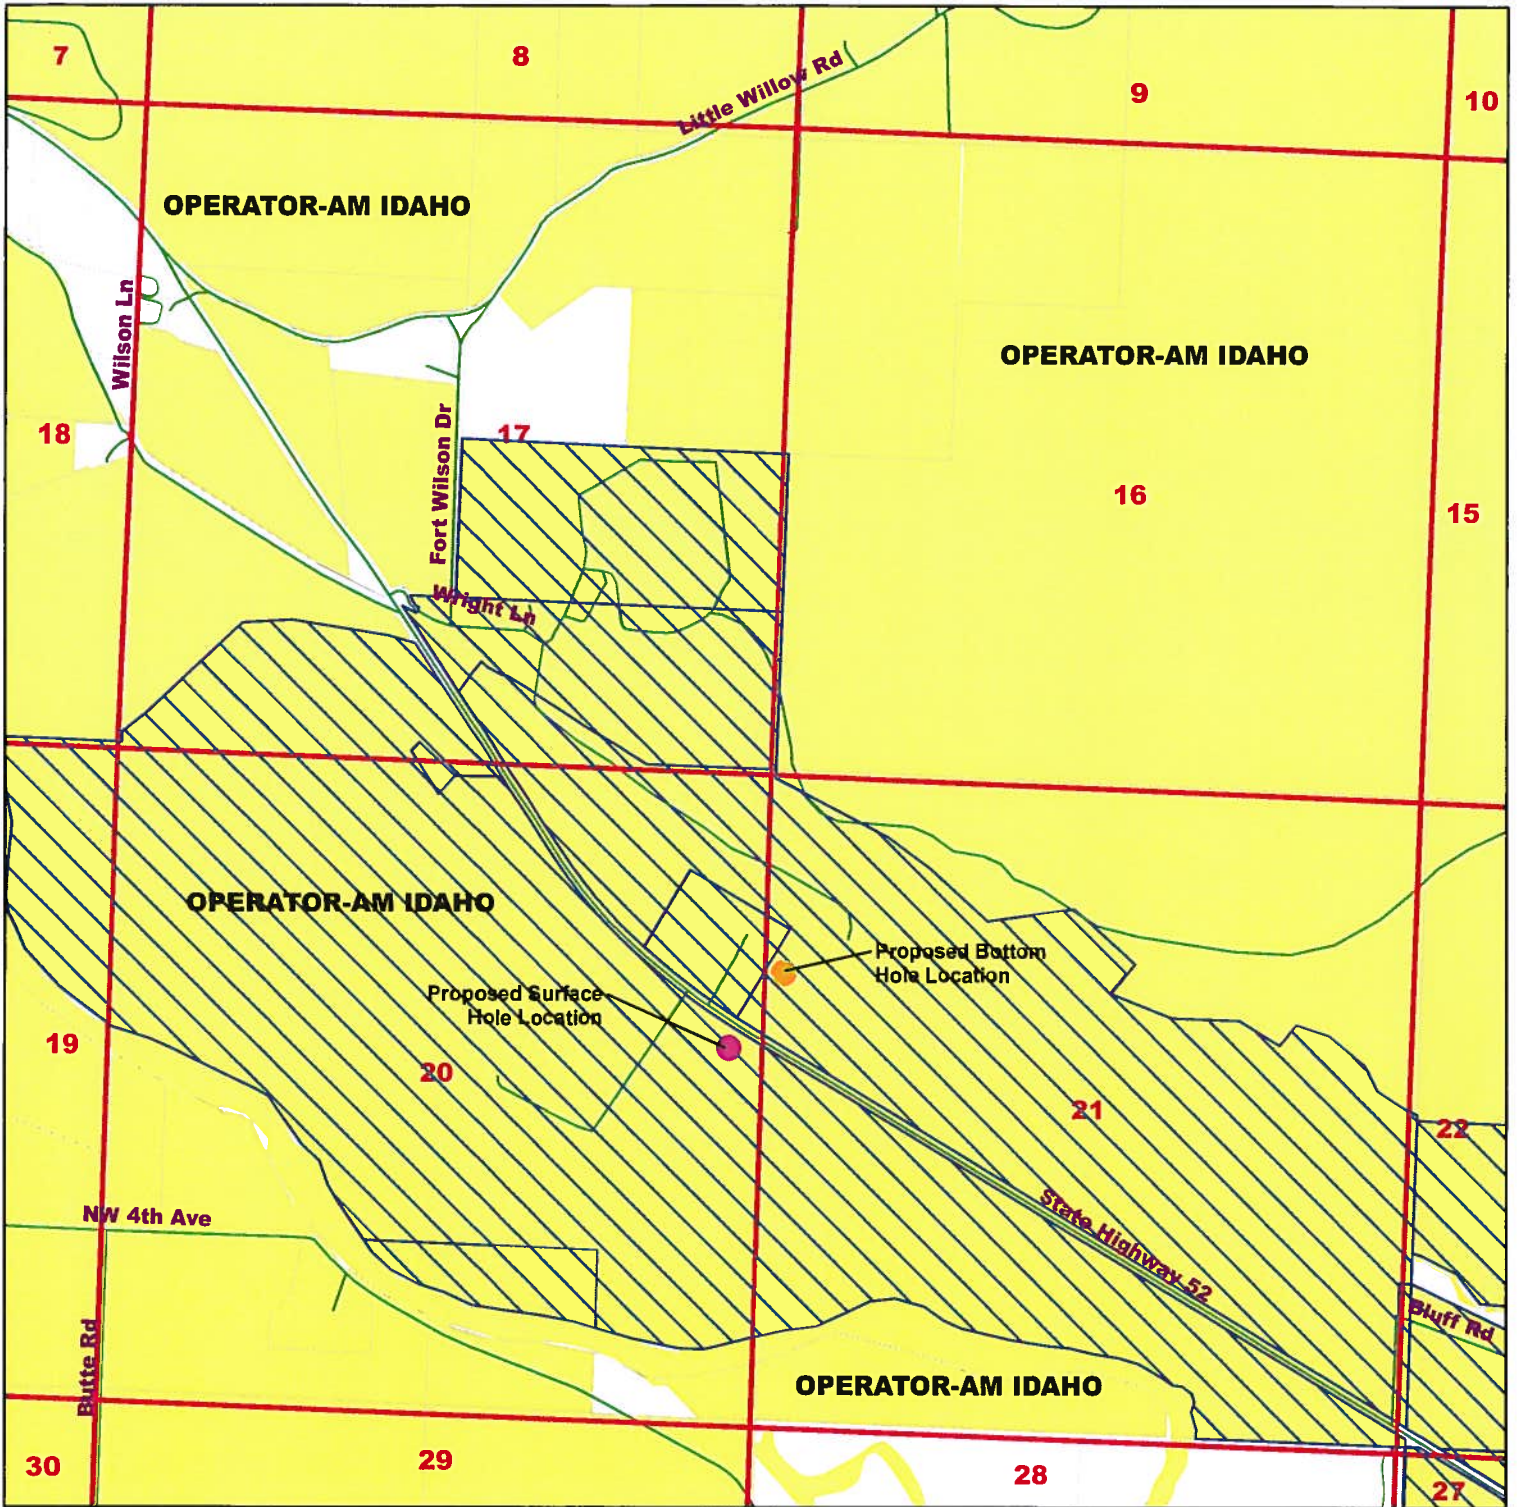 7
8
9
10
Little Willow Rd
OPERATOR-AM IDAHO
Wilson Ln
OPERATOR-AM IDAHO
18
Fort Wilson Dr
17
16
15
Wright Ln
OPERATOR-AM IDAHO
Proposed Bottom
Hole Location
Proposed Surface
Hole Location
19
20
21
22
NW 4th Ave
State Highway 52
Bluff Rd
Butte Rd
OPERATOR-AM IDAHO
30
29
28
27